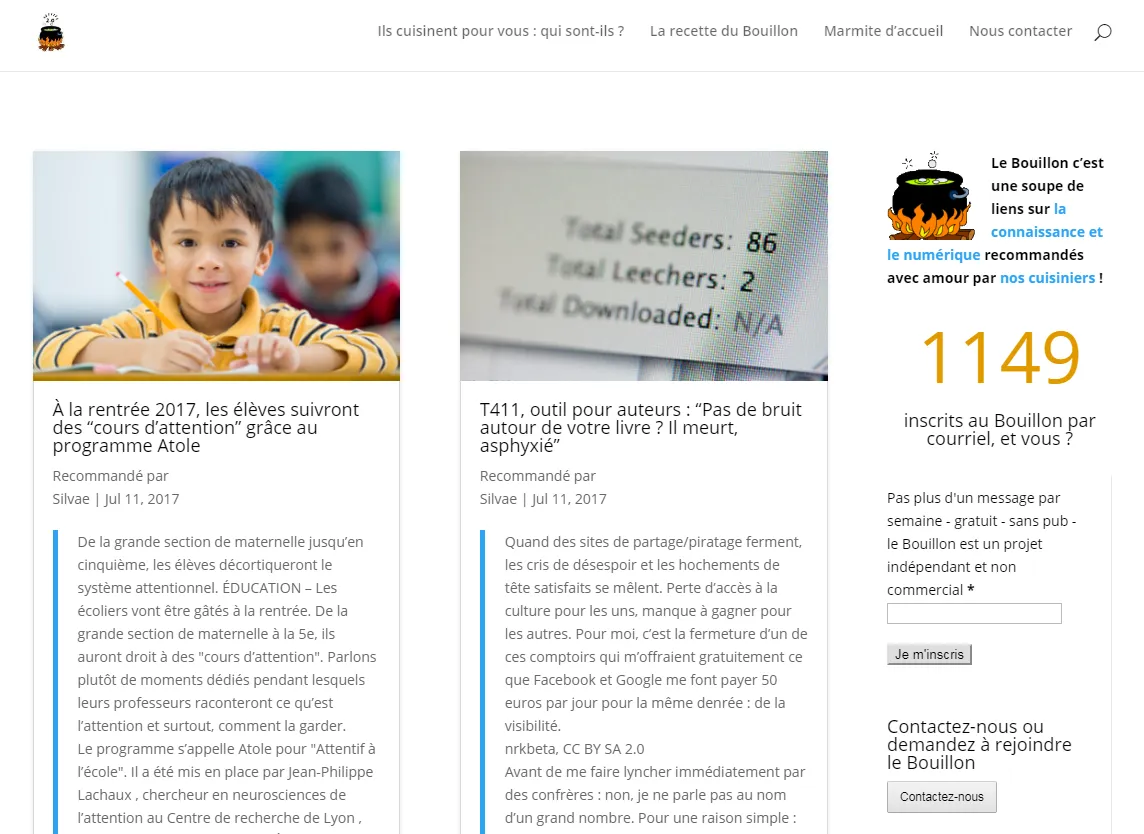 Ils cuisinent pour vous : qui sont-ils ?
La recette du Bouillon
Marmite d’accueil
Nous contacter
À la rentrée 2017, les élèves suivront
des “cours d’attention” grâce au
programme Atole
Recommandé par
Silvae | Jul 11, 2017
De la grande section de maternelle jusqu’en
cinquième, les élèves décortiqueront le
système attentionnel. ÉDUCATION – Les
écoliers vont être gâtés à la rentrée. De la
grande section de maternelle à la 5e, ils
auront droit à des "cours d’attention". Parlons
plutôt de moments dédiés pendant lesquels
leurs professeurs raconteront ce qu’est
l’attention et surtout, comment la garder.
Le programme s’appelle Atole pour "Attentif à
l’école". Il a été mis en place par Jean-Philippe
Lachaux , chercheur en neurosciences de
l’attention au Centre de recherche de Lyon ,
Total Seeders: 86
Total Leechers: 2
Total Downloaded: N/A
T411, outil pour auteurs : “Pas de bruit
autour de votre livre ? Il meurt,
asphyxié”
Recommandé par
Silvae | Jul 11, 2017
Quand des sites de partage/piratage ferment,
les cris de désespoir et les hochements de
tête satisfaits se mêlent. Perte d’accès à la
culture pour les uns, manque à gagner pour
les autres. Pour moi, c’est la fermeture d’un de
ces comptoirs qui m’offraient gratuitement ce
que Facebook et Google me font payer 50
euros par jour pour la même denrée : de la
visibilité.
nrkbeta, CC BY SA 2.0
Avant de me faire lyncher immédiatement par
des confrères : non, je ne parle pas au nom
d’un grand nombre. Pour une raison simple :
Le Bouillon c’est
une soupe de
liens sur la
connaissance et
le numérique recommandés
avec amour par nos cuisiniers !
1149
inscrits au Bouillon par
courriel, et vous ?
Pas plus d'un message par
semaine - gratuit - sans pub -
le Bouillon est un projet
indépendant et non
commercial *
Je m'inscris
Contactez-nous ou
demandez à rejoindre
le Bouillon
Contactez-nous